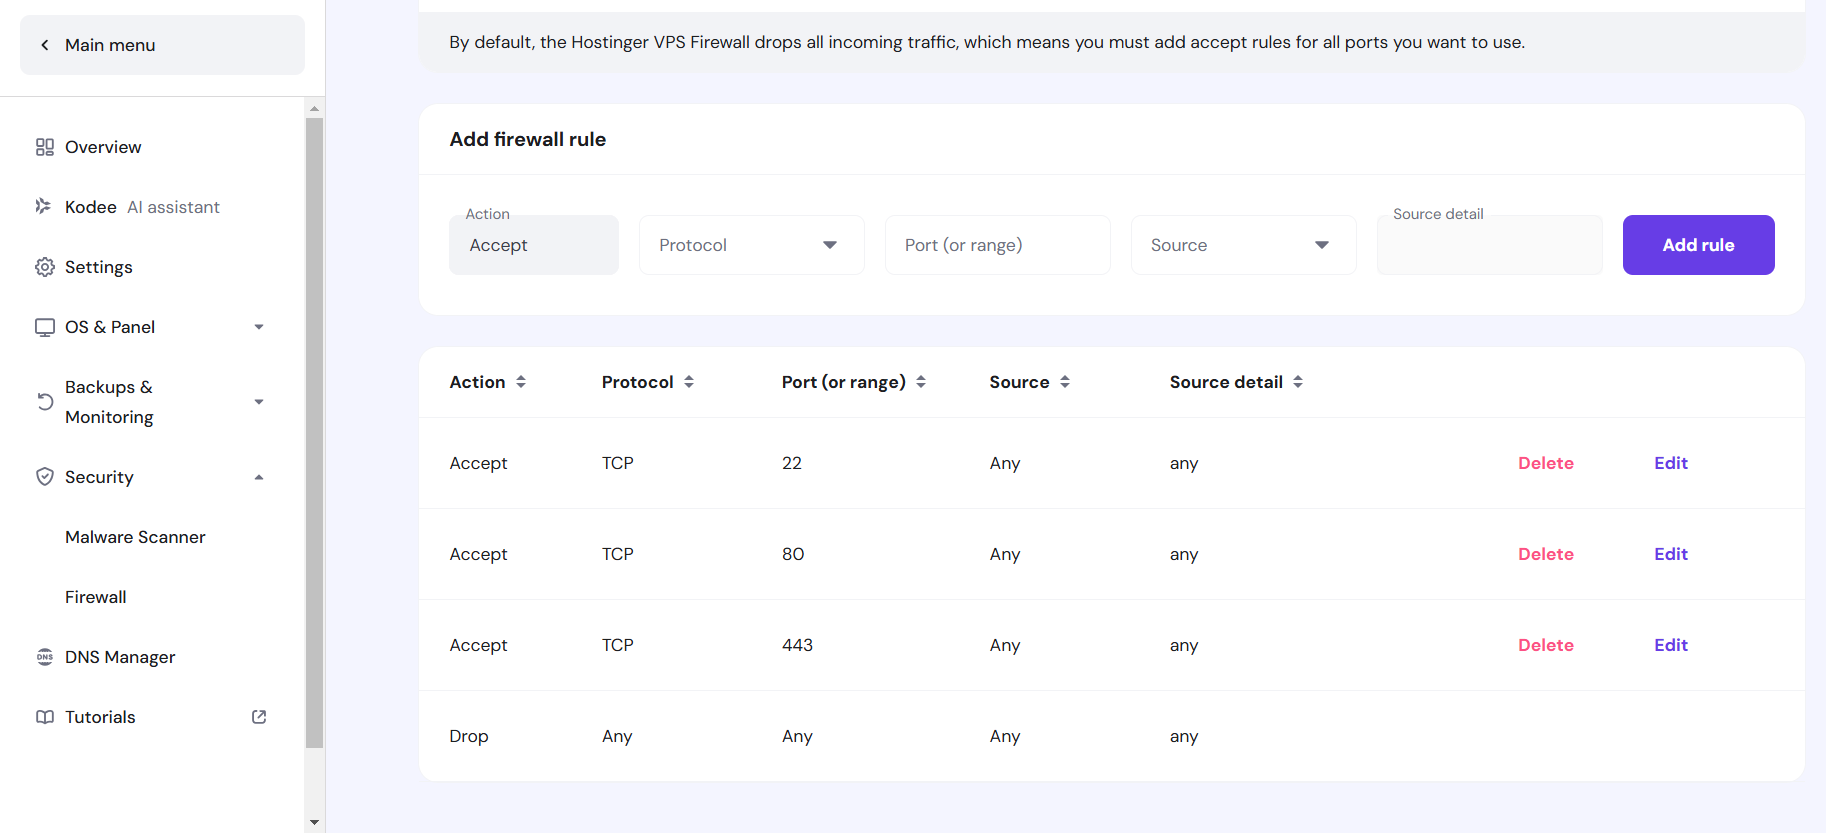 Main menu
Overview
Kodee AI assistant
Settings
OS & Panel
Backups &
Monitoring
Security
Malware Scanner
Firewall
DNS DNS Manager
Tutorials
By default, the Hostinger VPS Firewall drops all incoming traffic, which means you must add accept rules for all ports you want to use.
Add firewall rule
Action
Accept
Protocol
Port (or range)
Source
Source detail
Add rule
Action Protocol Port (or range) Source Source detail
Accept TCP 22 Any any Delete Edit
Accept TCP 80 Any any Delete Edit
Accept TCP 443 Any any Delete Edit
Drop Any Any Any any